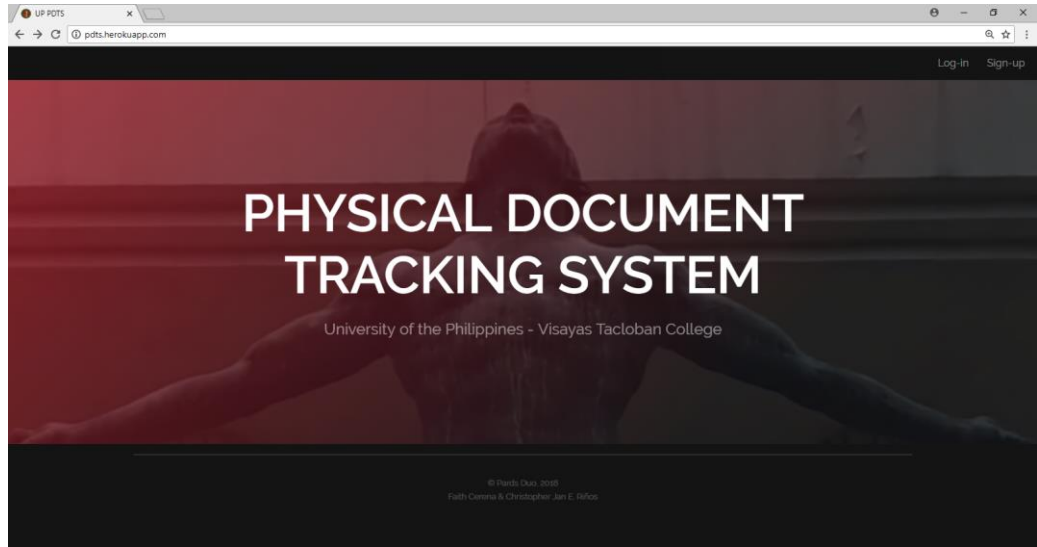 UP PDTS
pdts.herokuapp.com
Log-in Sign-up
PHYSICAL DOCUMENT
TRACKING SYSTEM
University of the Philippines - Visayas Tacloban College
© Pards Duo, 2018
Faith & Christopher Jan E. Riños